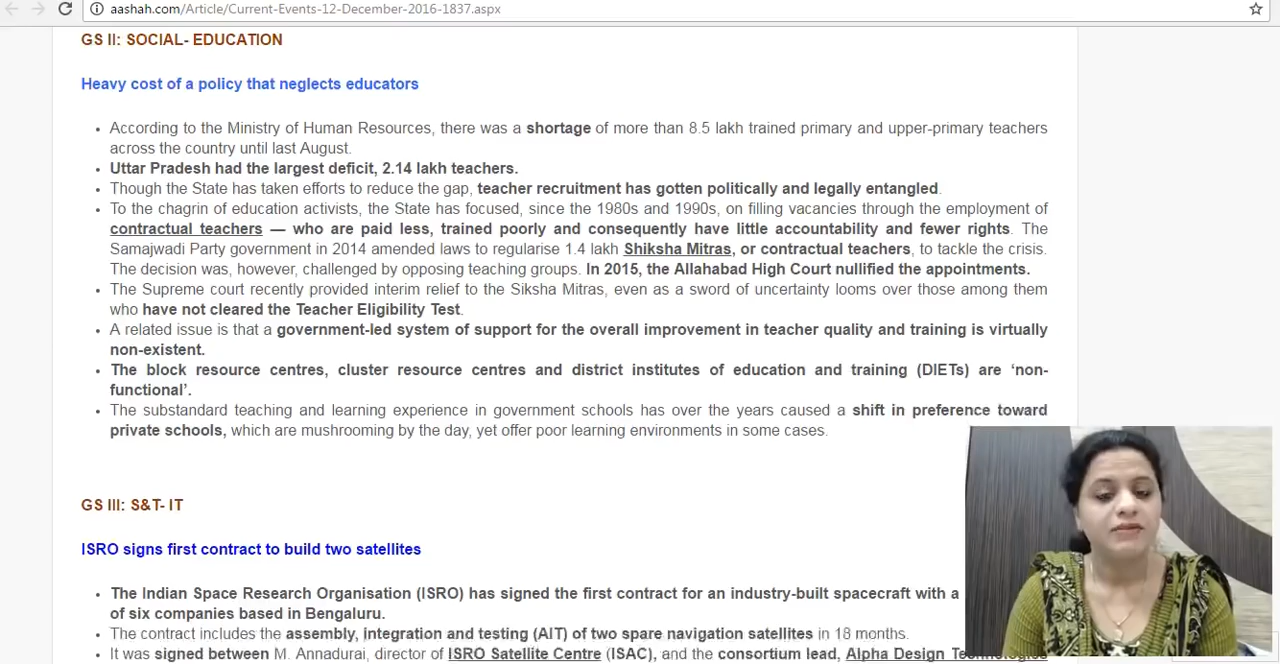 aashah.com/Article/Current-Events-12-December-2016-1837.aspx
GS II: SOCIAL- EDUCATION
Heavy cost of a policy that neglects educators
• According to the Ministry of Human Resources, there was a shortage of more than 8.5 lakh trained primary and upper-primary teachers
across the country until last August.
• Uttar Pradesh had the largest deficit, 2.14 lakh teachers.
• Though the State has taken efforts to reduce the gap, teacher recruitment has gotten politically and legally entangled.
• To the chagrin of education activists, the State has focused, since the 1980s and 1990s, on filling vacancies through the employment of
contractual teachers — who are paid less, trained poorly and consequently have little accountability and fewer rights. The
Samajwadi Party government in 2014 amended laws to regularise 1.4 lakh Shiksha Mitras, or contractual teachers, to tackle the crisis.
The decision was, however, challenged by opposing teaching groups. In 2015, the Allahabad High Court nullified the appointments.
• The Supreme court recently provided interim relief to the Siksha Mitras, even as a sword of uncertainty looms over those among them
who have not cleared the Teacher Eligibility Test.
• A related issue is that a government-led system of support for the overall improvement in teacher quality and training is virtually
non-existent.
• The block resource centres, cluster resource centres and district institutes of education and training (DIETs) are ‘non-
functional’.
• The substandard teaching and learning experience in government schools has over the years caused a shift in preference toward
private schools, which are mushrooming by the day, yet offer poor learning environments in some cases.
GS III: S&T- IT
ISRO signs first contract to build two satellites
• The Indian Space Research Organisation (ISRO) has signed the first contract for an industry-built spacecraft with a
of six companies based in Bengaluru.
• The contract includes the assembly, integration and testing (AIT) of two spare navigation satellites in 18 months.
• It was signed between M. Annadurai, director of ISRO Satellite Centre (ISAC), and the consortium lead, Alpha Design Technologies